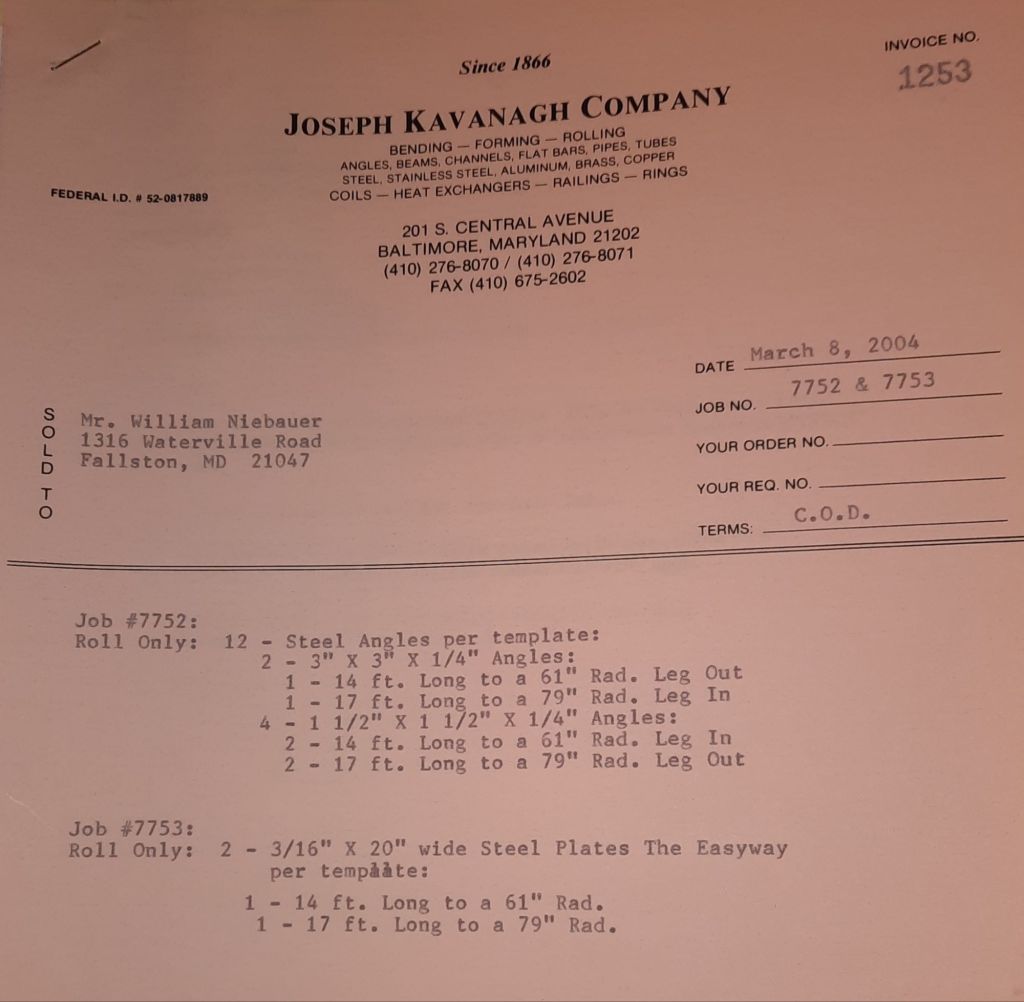 Since 1866
INVOICE NO.
1253
JOSEPH KAVANAGH COMPANY
BENDING — FORMING — ROLLING
ANGLES, BEAMS, CHANNELS, FLAT BARS, PIPES, TUBES
STEEL, STAINLESS STEEL, ALUMINUM, BRASS, COPPER
COILS — HEAT EXCHANGERS — RAILINGS — RINGS
FEDERAL I.D. # 52-0817889
201 S. CENTRAL AVENUE
BALTIMORE, MARYLAND 21202
(410) 276-8070 / (410) 276-8071
FAX (410) 675-2602
DATE March 8, 2004
JOB NO. 7752 & 7753
YOUR ORDER NO.
YOUR REQ. NO.
TERMS: C.O.D.
SOLD TO
Mr. William Niebauer
1316 Waterville Road
Fallston, MD 21047
Job #7752:
Roll Only: 12 - Steel Angles per template:
2 - 3" X 3" X 1/4" Angles:
1 - 14 ft. Long to a 61" Rad. Leg Out
1 - 17 ft. Long to a 79" Rad. Leg In
4 - 1 1/2" X 1 1/2" X 1/4" Angles:
2 - 14 ft. Long to a 61" Rad. Leg In
2 - 17 ft. Long to a 79" Rad. Leg Out
Job #7753:
Roll Only: 2 - 3/16" X 20" wide Steel Plates The Easyway
per template:
1 - 14 ft. Long to a 61" Rad.
1 - 17 ft. Long to a 79" Rad.